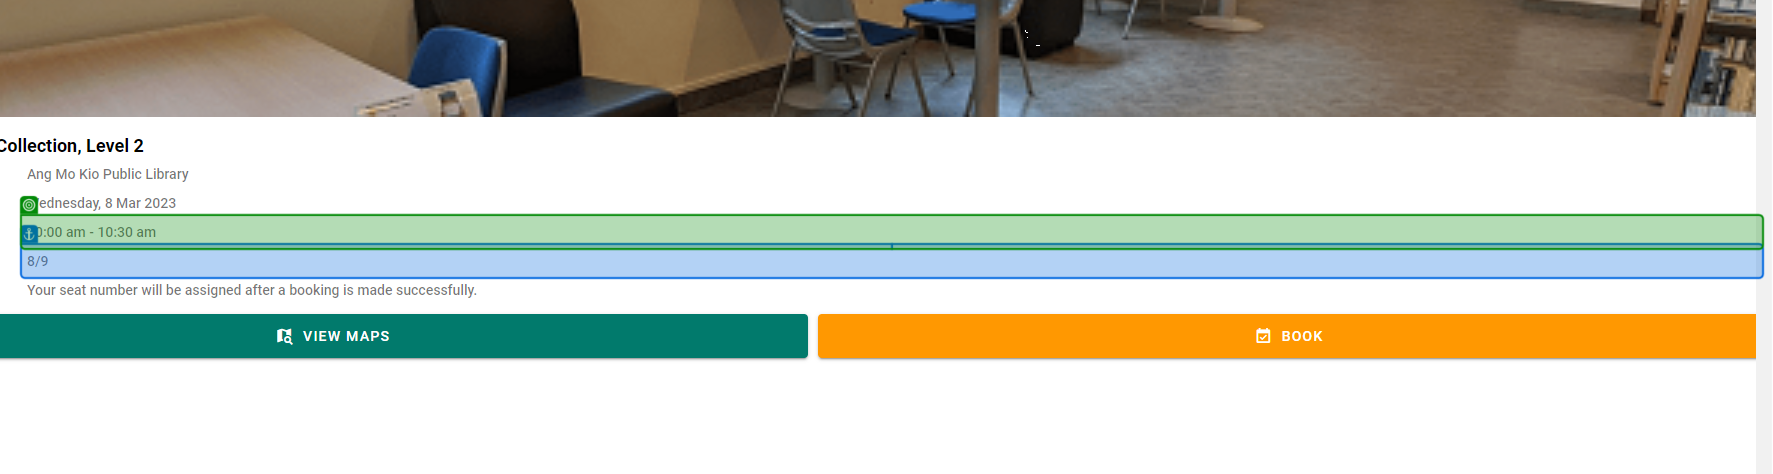 Collection, Level 2
Ang Mo Kio Public Library
ednesday, 8 Mar 2023
:00 am - 10:30 am
8/9
Your seat number will be assigned after a booking is made successfully.
VIEW MAPS
BOOK